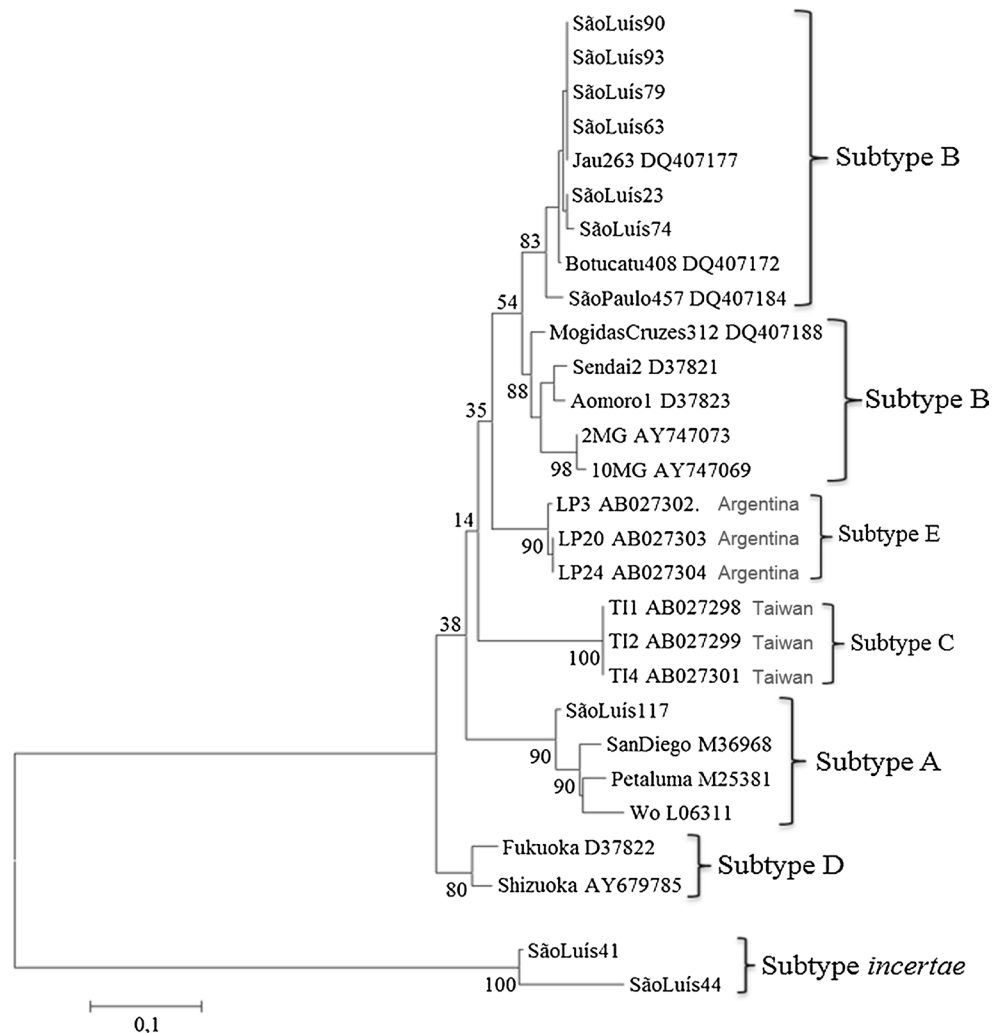 SãoLuís90
SãoLuís93
SãoLuís79
SãoLuís63
Jau263 DQ407177
SãoLuís23
SãoLuís74
Botucatu408 DQ407172
SãoPaulo457 DQ407184
Subtype B
83
54
MogidasCruzes312 DQ407188
Sendai2 D37821
Aomoro1 D37823
2MG AY747073
10MG AY747069
Subtype B
88
98
35
LP3 AB027302. Argentina
LP20 AB027303 Argentina
LP24 AB027304 Argentina
Subtype E
90
14
TI1 AB027298 Taiwan
TI2 AB027299 Taiwan
TI4 AB027301 Taiwan
Subtype C
100
38
SãoLuís117
SanDiego M36968
Petaluma M25381
Wo L06311
Subtype A
90
90
Fukuoka D37822
Shizuoka AY679785
Subtype D
80
SãoLuís41
SãoLuís44
Subtype incertae
100
0,1